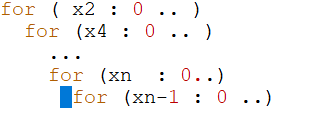 for ( x2 : 0 .. )
for (x4 : 0 .. )
...
for (xn : 0..)
for (xn-1 : 0 ..)